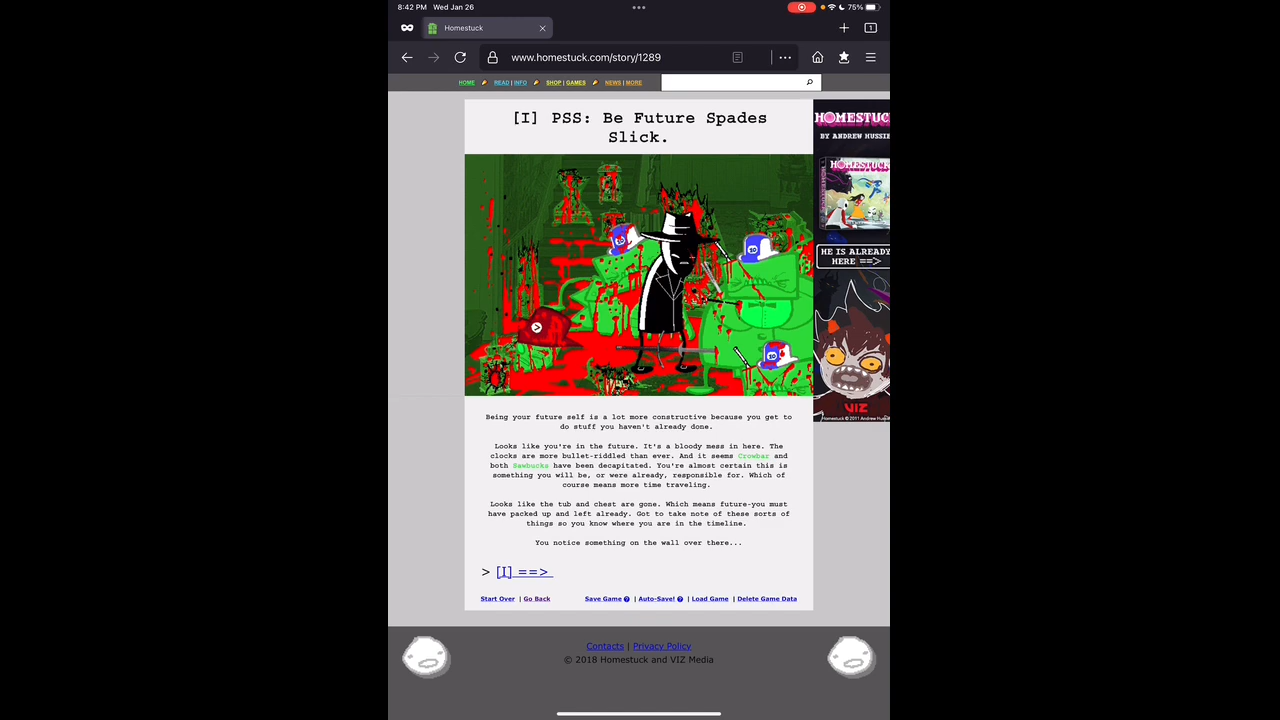 8:42 PM Wed Jan 26
75%
Homestuck
1
www.homestuck.com/story/1289
HOME READ | INFO SHOP | GAMES NEWS | MORE
[I] PSS: Be Future Spades
Slick.
HOMESTUC
BY ANDREW HUSSIE
HOMESTUCK
HE IS ALREADY
HERE ==>
VIZ
Being your future self is a lot more constructive because you get to
do stuff you haven't already done.
Looks like you're in the future. It's a bloody mess in here. The
clocks are more bullet-riddled than ever. And it seems Crowbar and
both Sawbucks have been decapitated. You're almost certain this is
something you will be, or were already, responsible for. Which of
course means more time traveling.
Looks like the tub and chest are gone. Which means future-you must
have packed up and left already. Got to take note of these sorts of
things so you know where you are in the timeline.
You notice something on the wall over there...
> [I] ==>
Start Over | Go Back Save Game | Auto-Save! | Load Game | Delete Game Data
Contacts | Privacy Policy
© 2018 Homestuck and VIZ Media